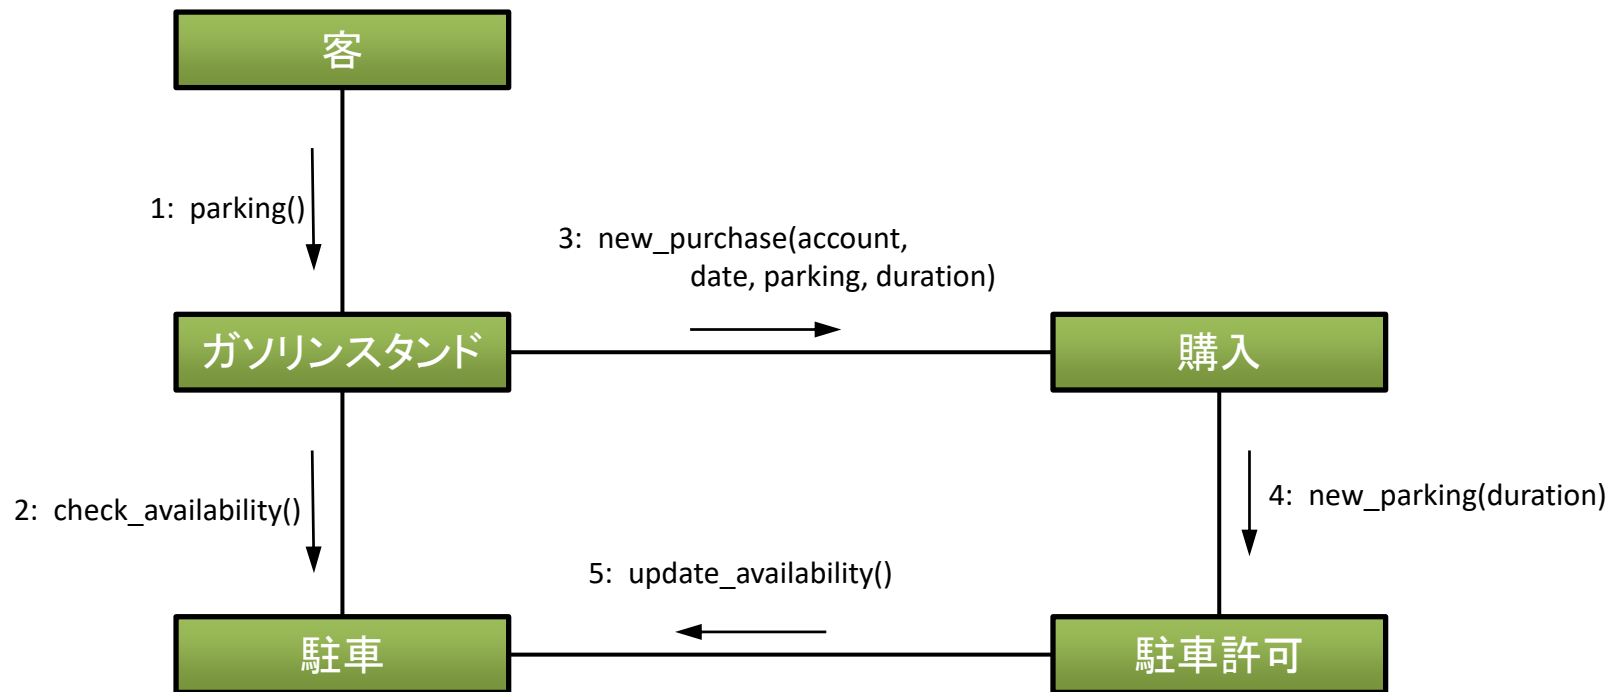 客
1: parking()
3: new_purchase(account,
date, parking, duration)
ガソリンスタンド
購入
2: check_availability()
4: new_parking(duration)
5: update_availability()
駐車
駐車許可